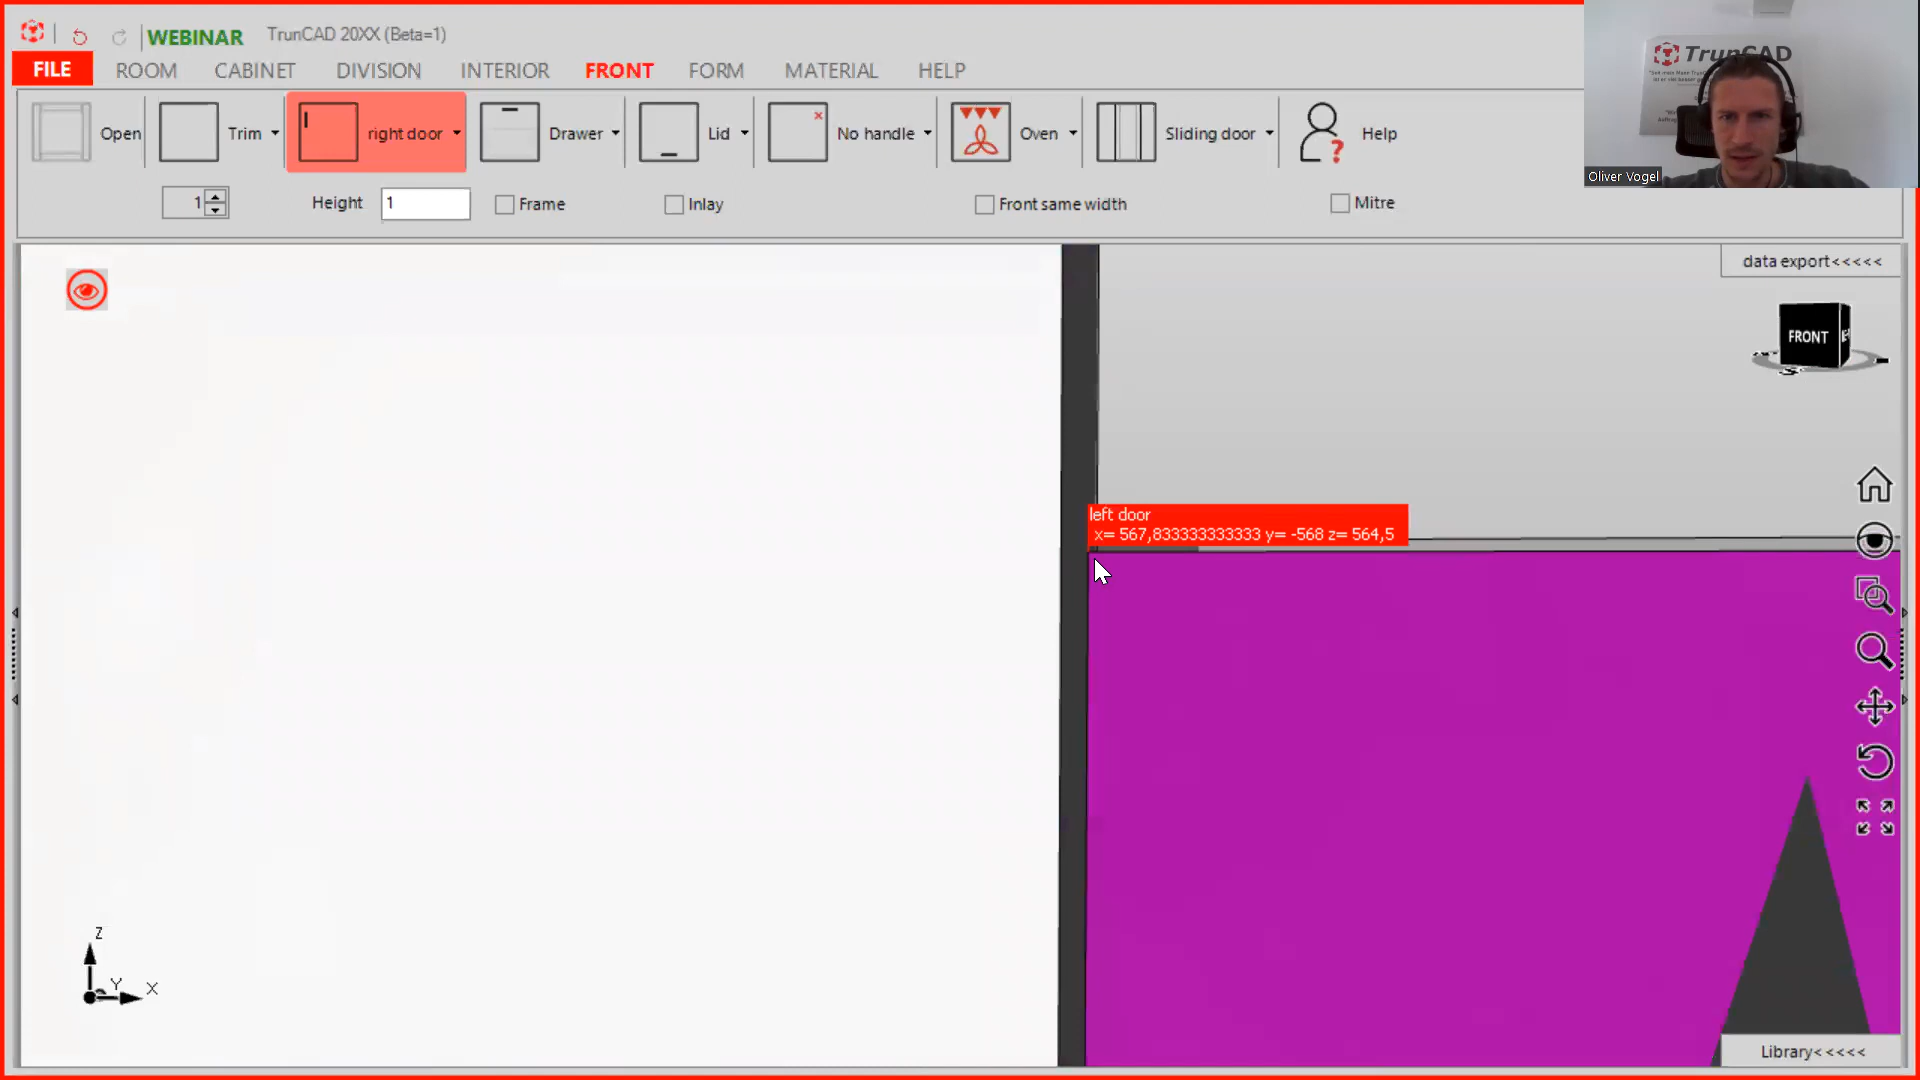 WEBINAR TrunCAD 20XX (Beta=1)
FILE ROOM CABINET DIVISION INTERIOR FRONT FORM MATERIAL HELP
Open Trim right door Drawer Lid No handle Oven Sliding door Help
1 Height 1 Frame Inlay Front same width Mitre
TrunCAD
Oliver Vogel
data export<<<<<
FRONT
left door
x= 567,833333333333 y= -568 z= 564,5
Z
Y X
Library<<<<<